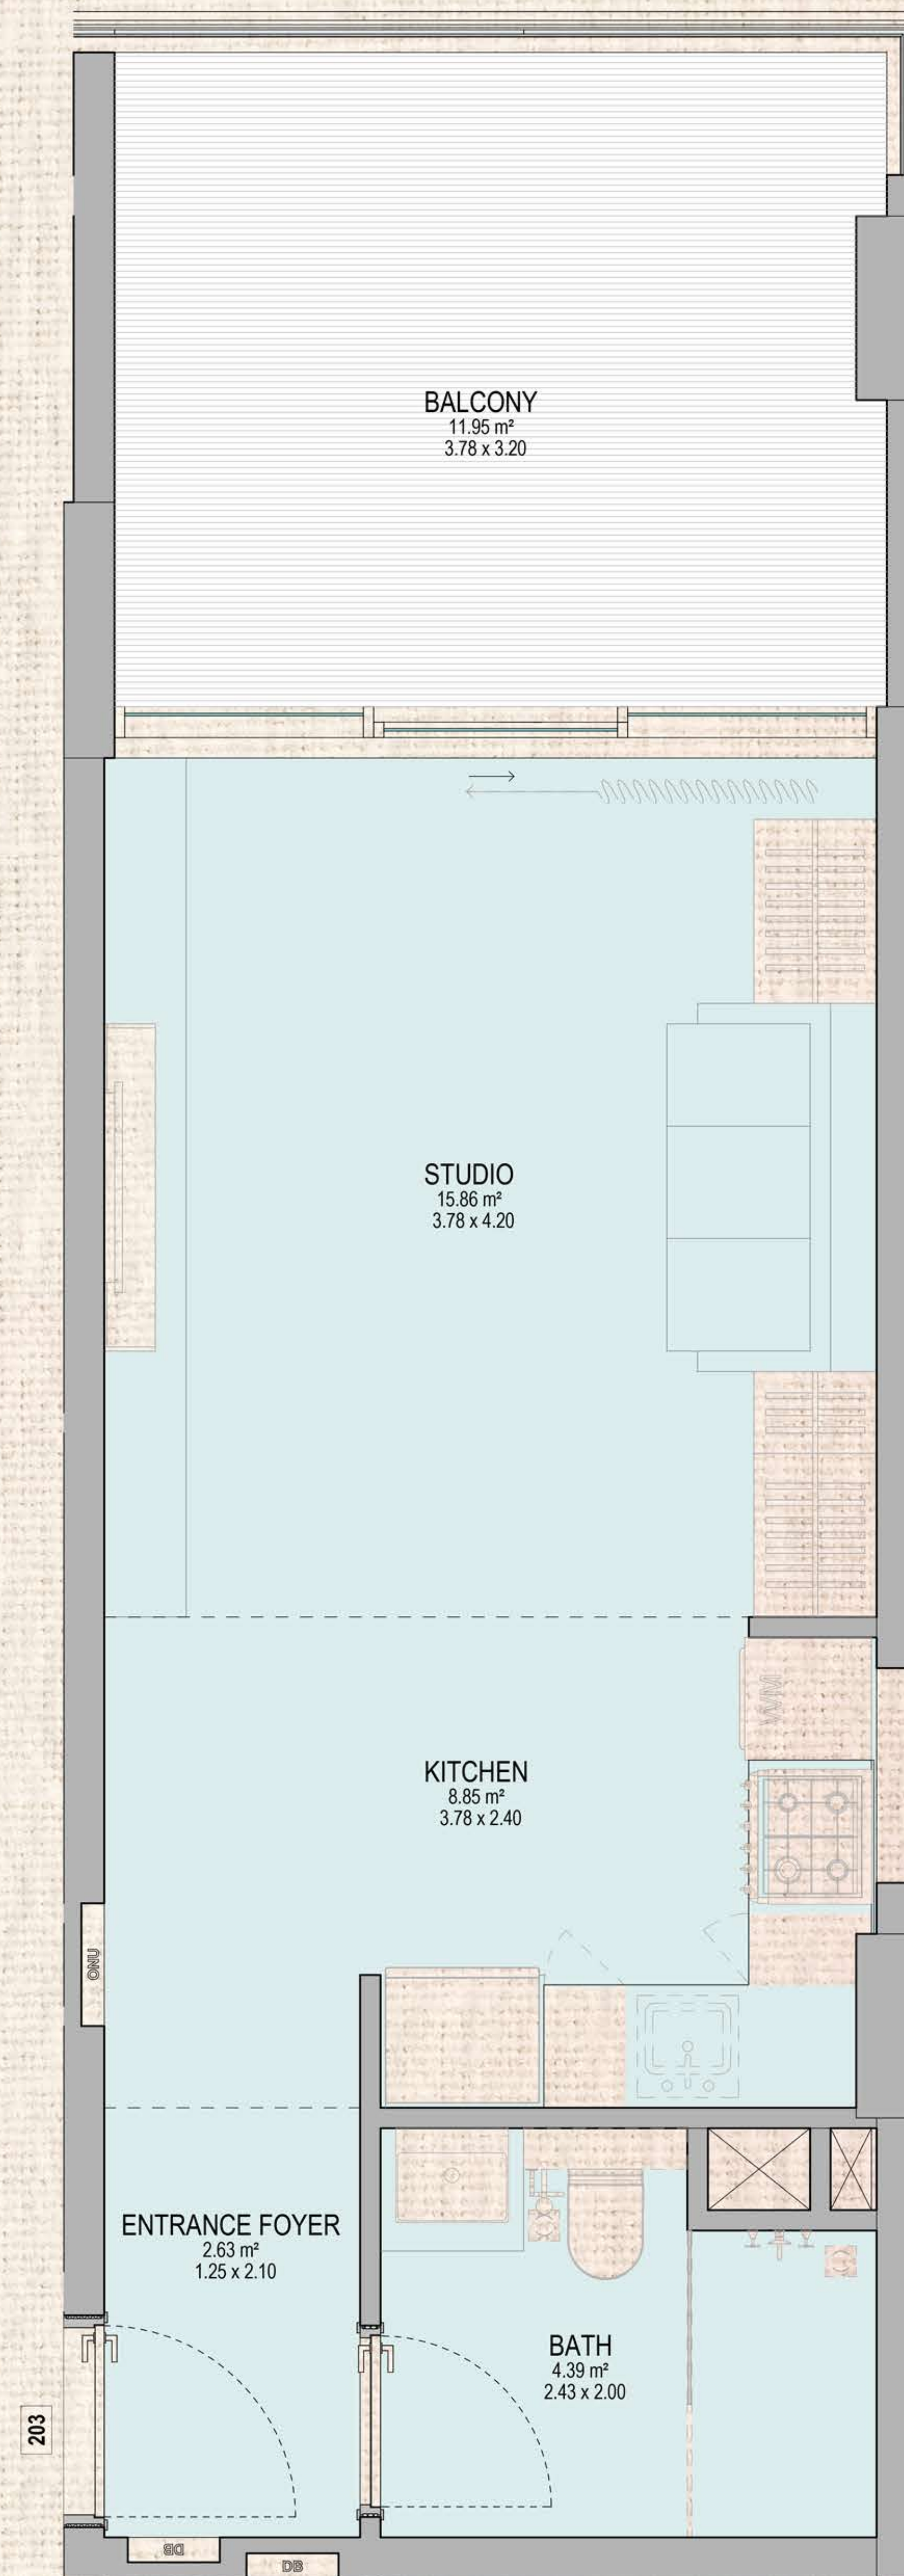 BALCONY
11.95 m²
3.78 x 3.20
STUDIO
15.86 m²
3.78 x 4.20
WM
KITCHEN
8.85 m²
3.78 x 2.40
ONU
ENTRANCE FOYER
2.63 m²
1.25 x 2.10
BATH
4.39 m²
2.43 x 2.00
203
DB
DB